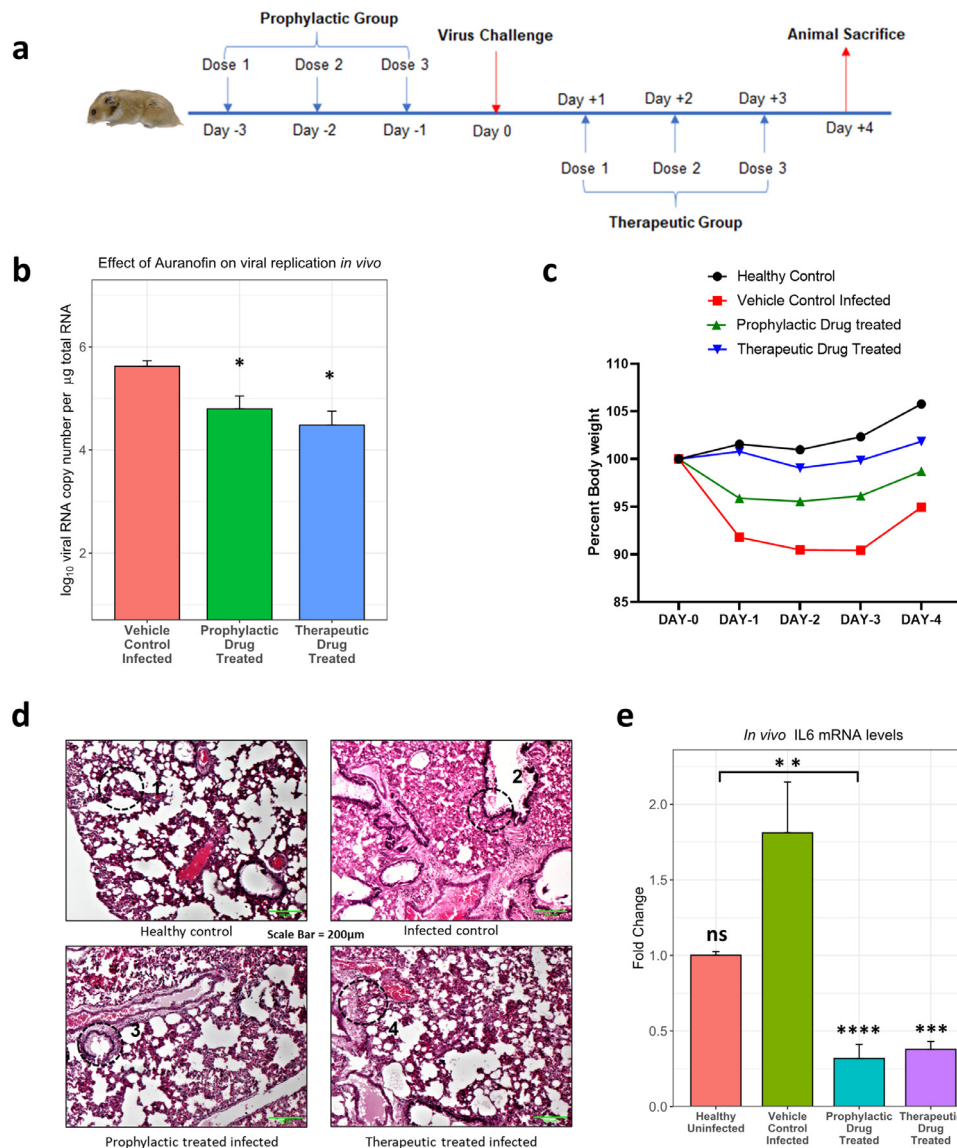 a
Prophylactic Group
Virus Challenge
Animal Sacrifice
Dose 1 Dose 2 Dose 3
Day +1 Day +2 Day +3
Day -3 Day -2 Day -1 Day 0
Day +4
Dose 1 Dose 2 Dose 3
Therapeutic Group
b
Effect of Auranofin on viral replication in vivo
log10 viral RNA copy number per μg total RNA
6
4
2
*
*
Vehicle
Control
Infected
Prophylactic
Drug
Treated
Therapeutic
Drug
Treated
c
Healthy Control
Vehicle Control Infected
Prophylactic Drug treated
Therapeutic Drug Treated
Percent Body weight
110
105
100
95
90
85
DAY-0 DAY-1 DAY-2 DAY-3 DAY-4
d
1
2
Healthy control
Scale Bar = 200μm
Infected control
3
4
Prophylactic treated infected
Therapeutic treated infected
e
In vivo IL6 mRNA levels
Fold Change
2.0
1.5
1.0
0.5
0.0
**
ns
****
***
Healthy
Uninfected
Vehicle
Control
Infected
Prophylactic
Drug
Treated
Therapeutic
Drug
Treated